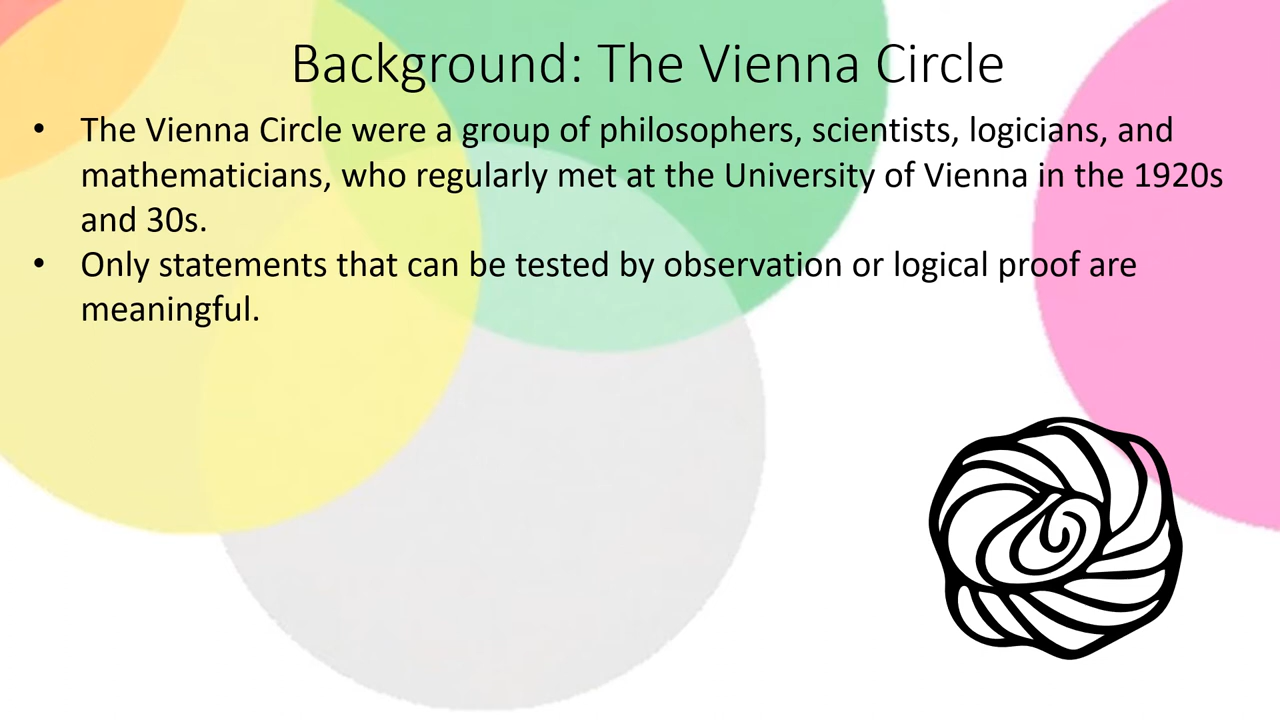 Background: The Vienna Circle
• The Vienna Circle were a group of philosophers, scientists, logicians, and
mathematicians, who regularly met at the University of Vienna in the 1920s
and 30s.
• Only statements that can be tested by observation or logical proof are
meaningful.